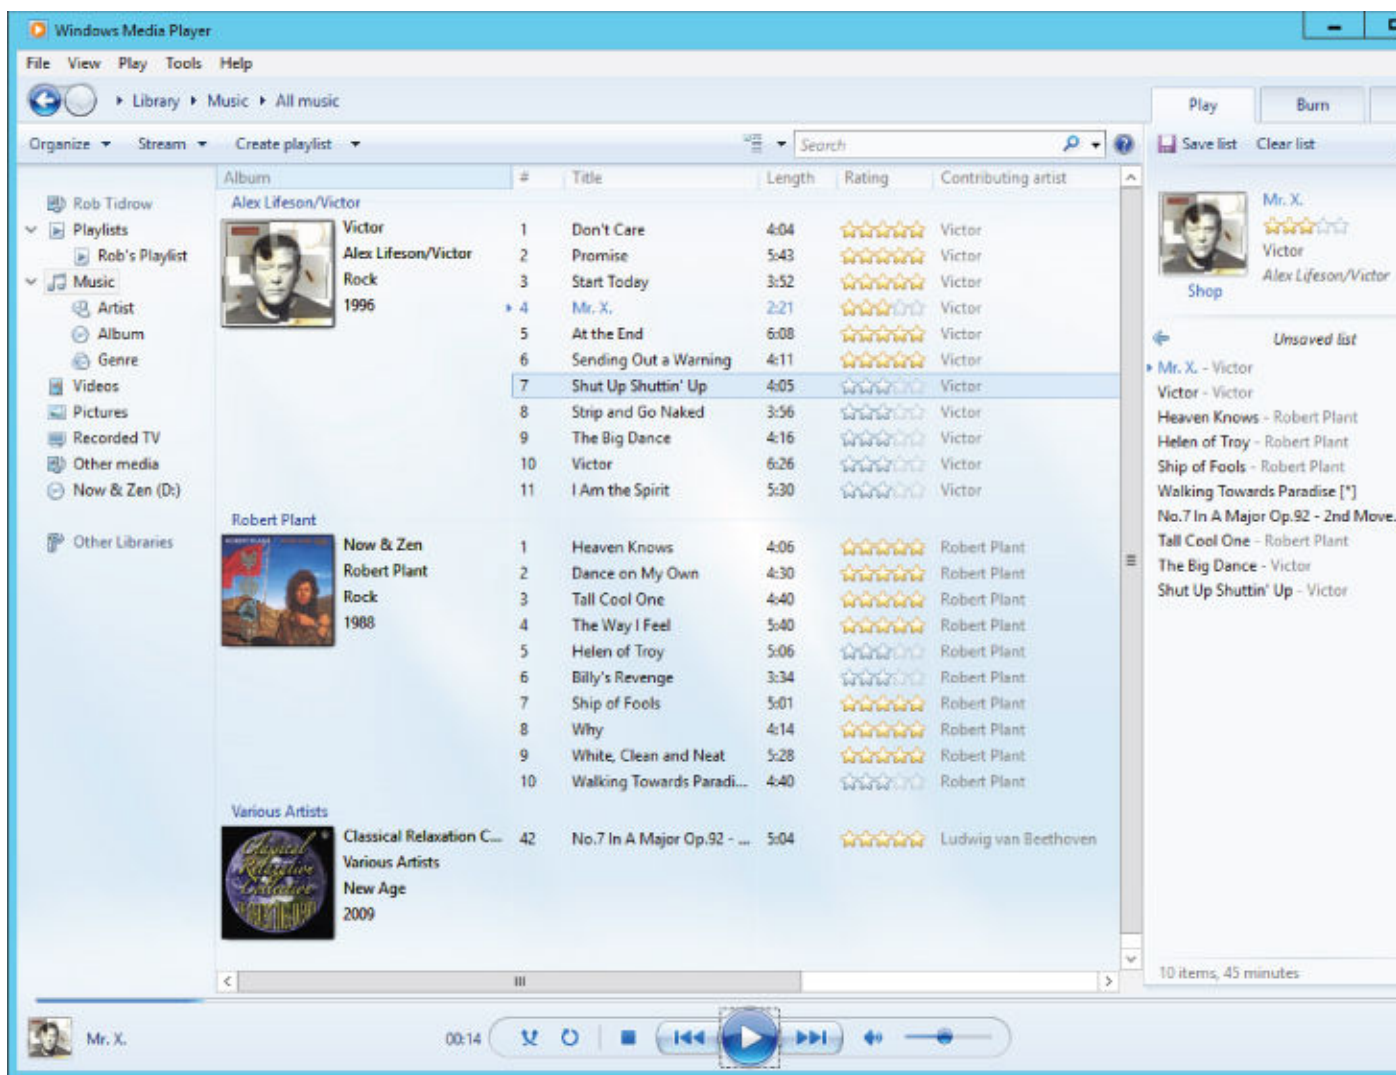 Windows Media Player
File View Play Tools Help
Library Music All music
Play Burn
Organize Stream Create playlist Search
Save list Clear list
Album # Title Length Rating Contributing artist
Rob Tidrow
Playlists
Rob's Playlist
Music
Artist
Album
Genre
Videos
Pictures
Recorded TV
Other media
Now & Zen (D:)
Other Libraries
Alex Lifeson/Victor
Victor
Alex Lifeson/Victor
Rock
1996
1 Don't Care 4:04 Victor
2 Promise 5:43 Victor
3 Start Today 3:52 Victor
4 Mr. X. 2:21 Victor
5 At the End 6:08 Victor
6 Sending Out a Warning 4:11 Victor
7 Shut Up Shuttin' Up 4:05 Victor
8 Strip and Go Naked 3:56 Victor
9 The Big Dance 4:16 Victor
10 Victor 6:26 Victor
11 I Am the Spirit 5:30 Victor
Robert Plant
Now & Zen
Robert Plant
Rock
1988
1 Heaven Knows 4:06 Robert Plant
2 Dance on My Own 4:30 Robert Plant
3 Tall Cool One 4:40 Robert Plant
4 The Way I Feel 5:40 Robert Plant
5 Helen of Troy 5:06 Robert Plant
6 Billy's Revenge 3:34 Robert Plant
7 Ship of Fools 5:01 Robert Plant
8 Why 4:14 Robert Plant
9 White, Clean and Neat 5:28 Robert Plant
10 Walking Towards Paradi... 4:40 Robert Plant
Various Artists
Classical Relaxation C...
Various Artists
New Age
2009
42 No.7 In A Major Op.92 - ... 5:04 Ludwig van Beethoven
Classical
Relaxation
Collection
Mr. X.
Victor
Alex Lifeson/Victor
Shop
Unsaved list
Mr. X. - Victor
Victor - Victor
Heaven Knows - Robert Plant
Helen of Troy - Robert Plant
Ship of Fools - Robert Plant
Walking Towards Paradise [*]
No.7 In A Major Op.92 - 2nd Move.
Tall Cool One - Robert Plant
The Big Dance - Victor
Shut Up Shuttin' Up - Victor
10 items, 45 minutes
Mr. X. 00:14